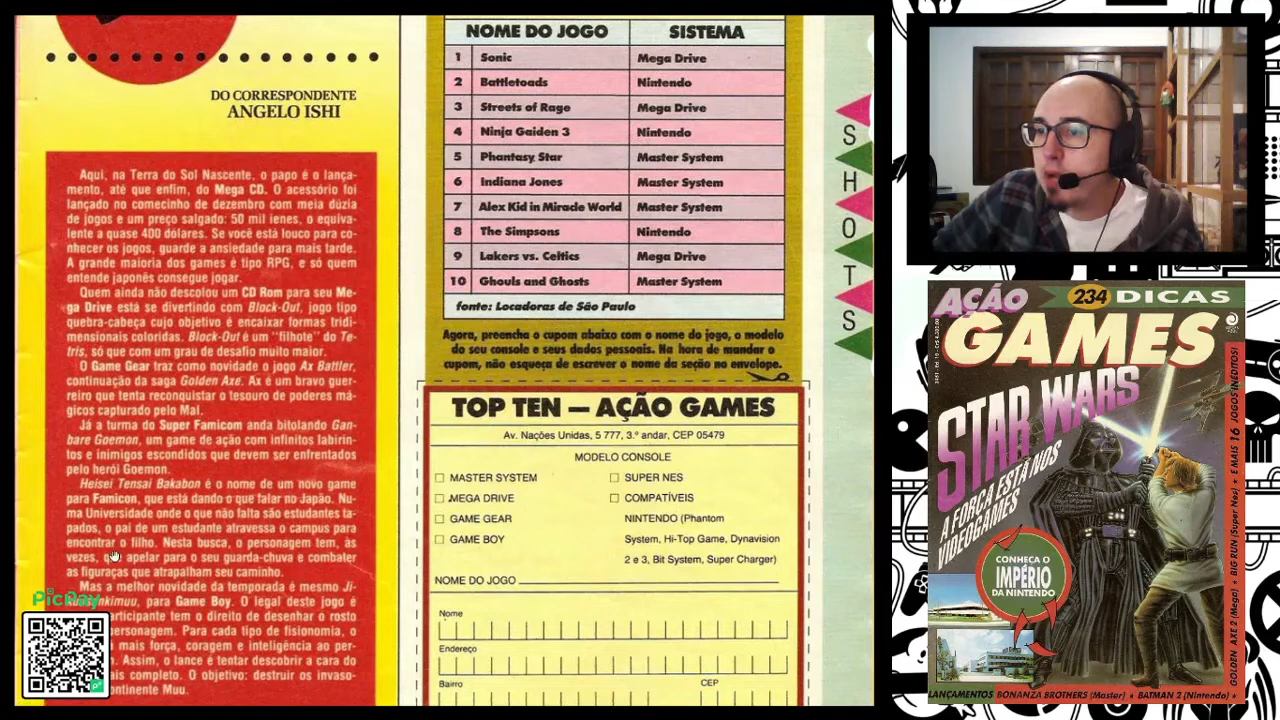 DO CORRESPONDENTE
ANGELO ISHI
Aqui, na Terra do Sol Nascente, o papo é o lança-
mento, até que enfim, do Mega CD. O acessório foi
lançado no comecinho de dezembro com meia dúzia
de jogos e um preço salgado: 50 mil ienes, o equiva-
lente a quase 400 dólares. Se você está louco para co-
nhecer os jogos, guarde a ansiedade para mais tarde.
A grande maioria dos games é tipo RPG, e só quem
entende japonês consegue jogar.
Quem ainda não descolou um CD Rom para seu Me-
ga Drive está se divertindo com Block-Out, jogo tipo
quebra-cabeça cujo objetivo é encaixar formas tridi-
mensionais coloridas. Block-Out é um "filhote" do Te-
tris, só que com um grau de desafio muito maior.
O Game Gear traz como novidade o jogo Ax Battler,
continuação da saga Golden Axe. Ax é um bravo guer-
reiro que tenta reconquistar o tesouro de poderes má-
gicos capturado pelo Mal.
Já a turma do Super Famicom anda bitolando Gan-
bare Goemon, um game de ação com infinitos labirin-
tos e inimigos escondidos que devem ser enfrentados
pelo herói Goemon.
Heisei Tensai Bakabon é o nome de um novo game
para Famicon, que está dando o que falar no Japão. Nu-
ma Universidade onde o que não falta são estudantes ta-
pados, o pai de um estudante atravessa o campus para
encontrar o filho. Nesta busca, o personagem tem, às
vezes, que apelar para o seu guarda-chuva e combater
as figuraças que atrapalham seu caminho.
Mas a melhor novidade da temporada é mesmo Ji-
nkimuu, para Game Boy. O legal deste jogo é
participante tem o direito de desenhar o rosto
ersonagem. Para cada tipo de fisionomia, o
mais força, coragem e inteligência ao per-
. Assim, o lance é tentar descobrir a cara do
ais completo. O objetivo: destruir os invaso-
ontinente Muu.
PicPay
NOME DO JOGO SISTEMA
1 Sonic Mega Drive
2 Battletoads Nintendo
3 Streets of Rage Mega Drive
4 Ninja Gaiden 3 Nintendo
5 Phantasy Star Master System
6 Indiana Jones Master System
7 Alex Kid in Miracle World Master System
8 The Simpsons Nintendo
9 Lakers vs. Celtics Mega Drive
10 Ghouls and Ghosts Master System
fonte: Locadoras de São Paulo
Agora, preencha o cupom abaixo com o nome do jogo, o modelo
do seu console e seus dados pessoais. Na hora de mandar o
cupom, não esqueça de escrever o nome da seção no envelope.
TOP TEN — AÇÃO GAMES
Av. Nações Unidas, 5 777, 3.º andar, CEP 05479
MODELO CONSOLE
MASTER SYSTEM SUPER NES
MEGA DRIVE COMPATÍVEIS
GAME GEAR NINTENDO (Phantom
GAME BOY System, Hi-Top Game, Dynavision
2 e 3, Bit System, Super Charger)
NOME DO JOGO
Nome
Endereço
Bairro CEP
SHOTS
AÇÃO 234 DICAS
GAMES
STAR WARS
A FORÇA ESTÁ NOS
VIDEOGAMES
CONHEÇA O
IMPÉRIO
DA NINTENDO
GOLDEN AXE 2 (Mega) • BIG RUN (Super Nes) • E MAIS 16 JOGOS INÉDITOS!
LANÇAMENTOS BONANZA BROTHERS (Master) • BATMAN 2 (Nintendo) •